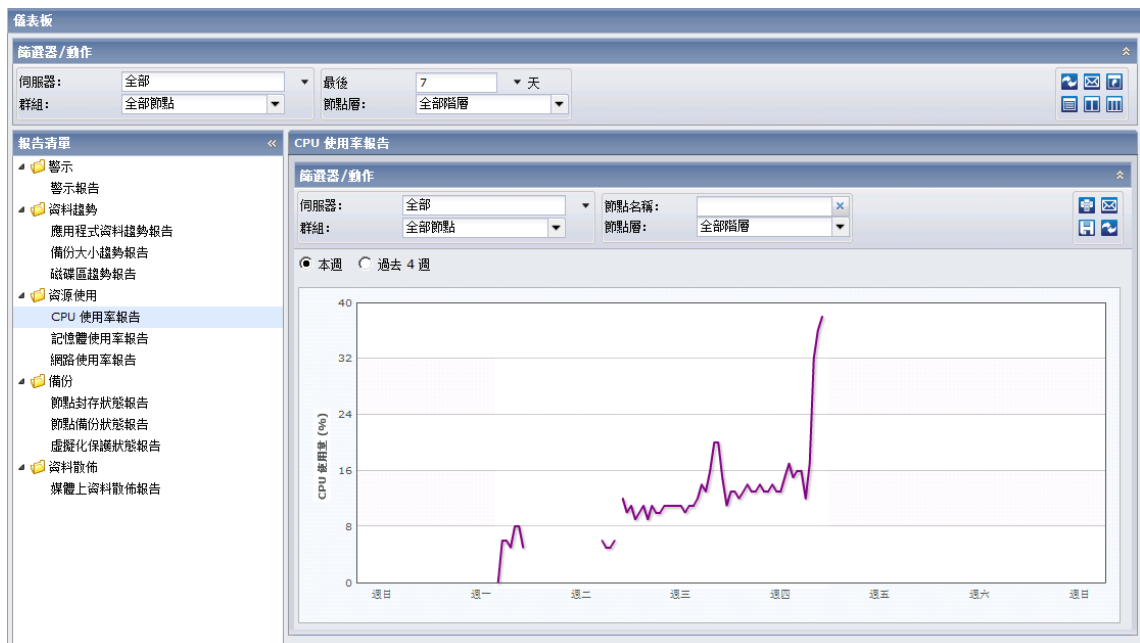 儀表板
篩選器/動作
伺服器: 全部 最後 7 天
群組: 全部節點 節點層: 全部階層
報告清單
警示
警示報告
資料趨勢
應用程式資料趨勢報告
備份大小趨勢報告
磁碟區趨勢報告
資源使用
CPU 使用率報告
記憶體使用率報告
網路使用率報告
備份
節點封存狀態報告
節點備份狀態報告
虛擬化保護狀態報告
資料散佈
媒體上資料散佈報告
CPU 使用率報告
篩選器/動作
伺服器: 全部 節點名稱:
群組: 全部節點 節點層: 全部階層
本週 過去 4 週
40
32
24
16
8
0
CPU 使用量 (%)
週日 週一 週二 週三 週四 週五 週六 週日